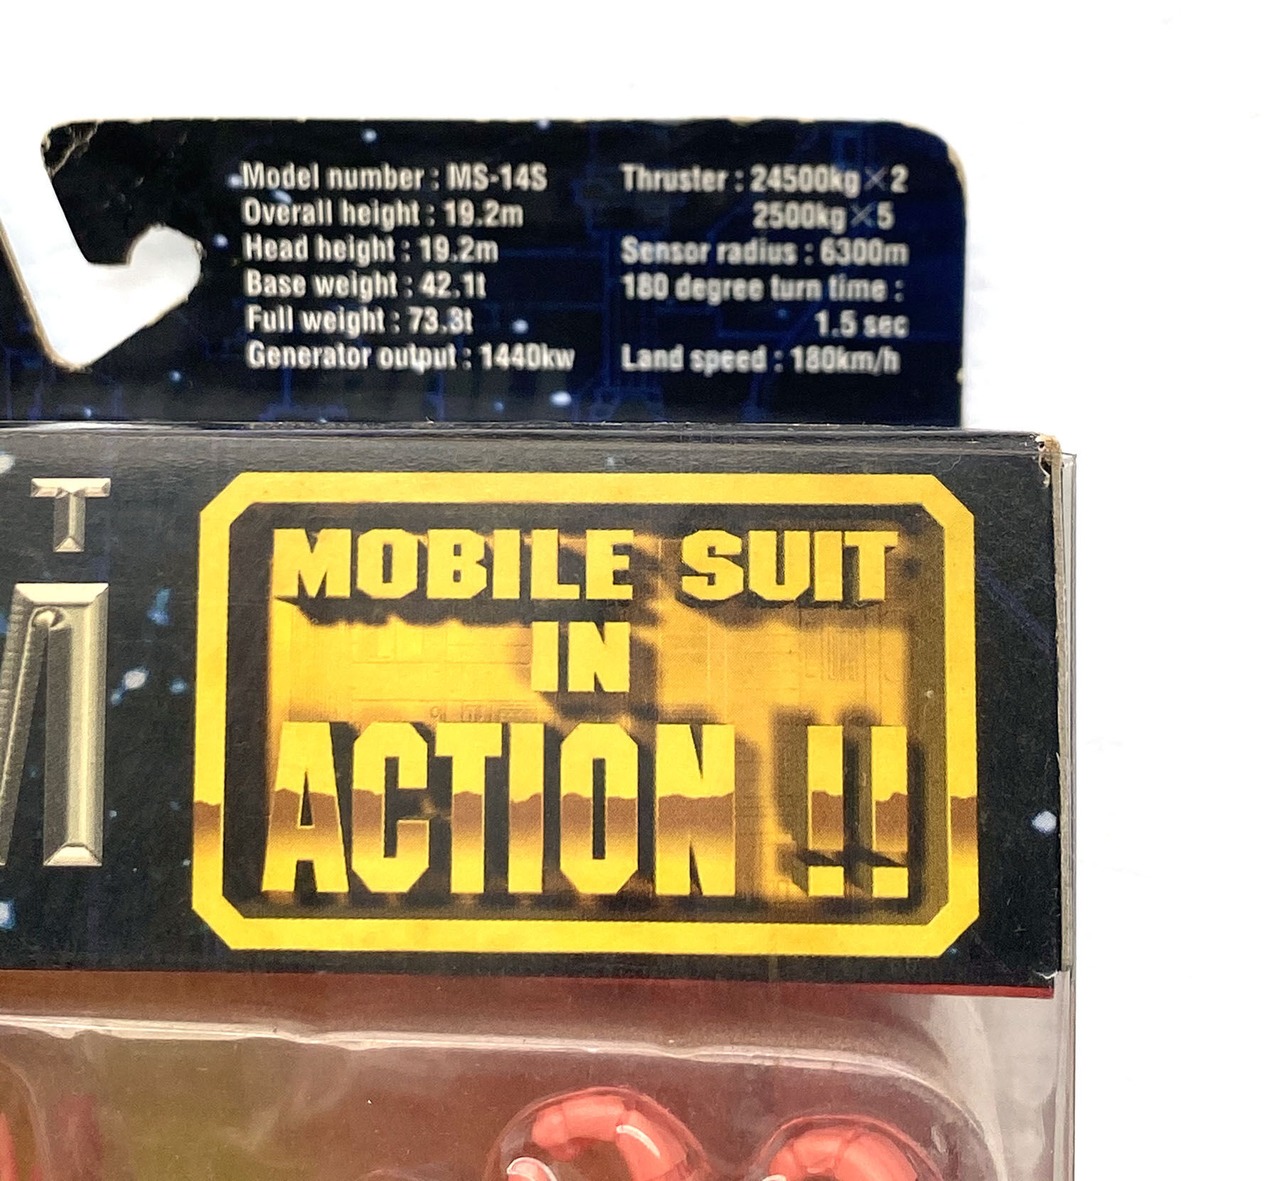 Model number : MS-14S
Overall height : 19.2m
Head height : 19.2m
Base weight : 42.1t
Full weight : 73.3t
Generator output : 1440kw
Thruster : 24500kg×2
2500kg×5
Sensor radius : 6300m
180 degree turn time :
1.5 sec
Land speed : 180km/h
T
MOBILE SUIT
IN
ACTION !!